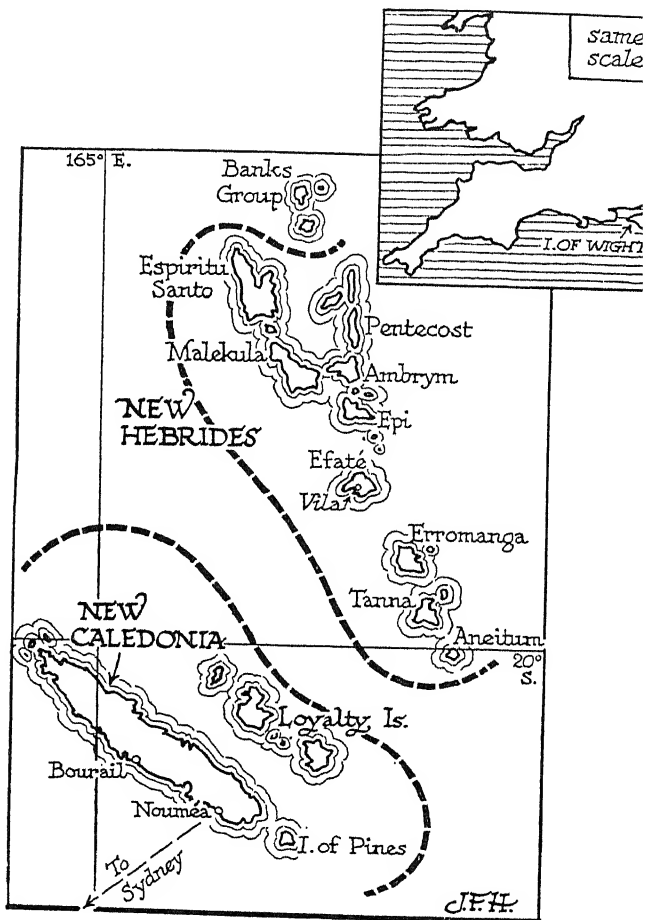 same
scale
I. OF WIGHT
165° E.
Banks
Group
Espiritu
Santo
Pentecost
Malekula
Ambrym
NEW
HEBRIDES
Epi
Efaté
Vila
Erromanga
Tanna
Aneitum
20°
S.
NEW
CALEDONIA
Loyalty Is.
Bourail
Nouméa
I. of Pines
To
Sydney
J.F.H.